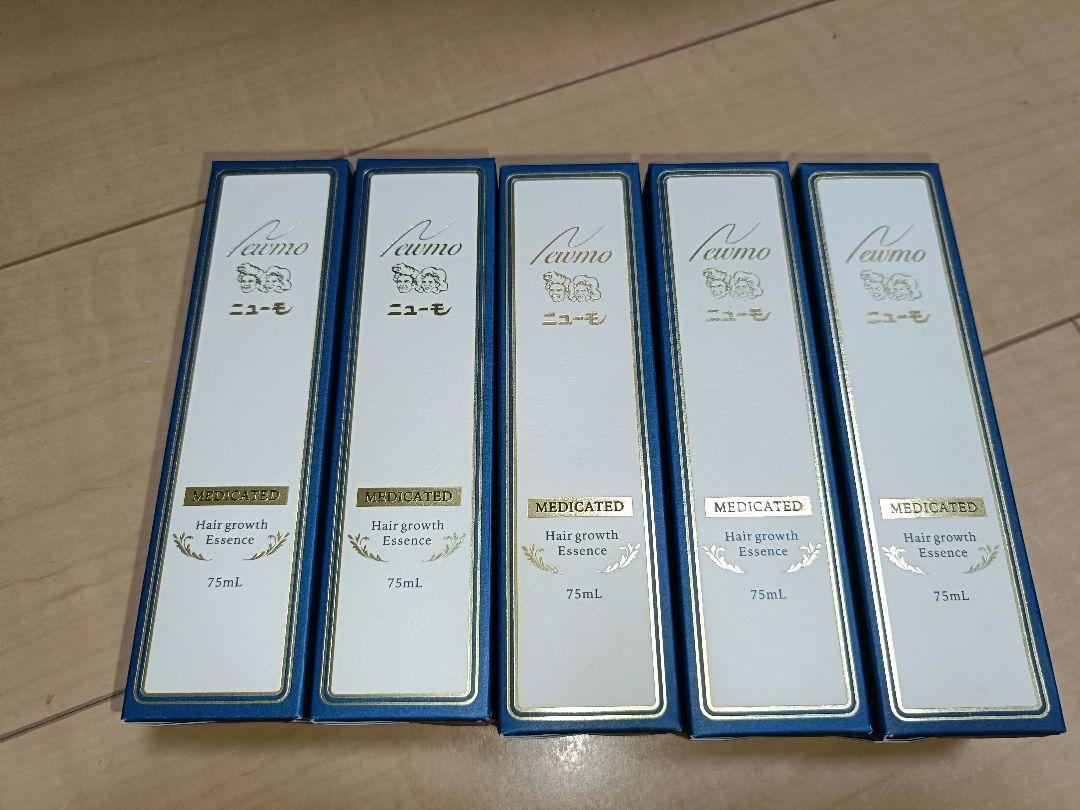 Newmo
ニューモ
MEDICATED
Hair growth
Essence
75mL
Newmo
ニューモ
MEDICATED
Hair growth
Essence
75mL
Newmo
ニューモ
MEDICATED
Hair growth
Essence
75mL
Newmo
ニューモ
MEDICATED
Hair growth
Essence
75mL
Newmo
ニューモ
MEDICATED
Hair growth
Essence
75mL